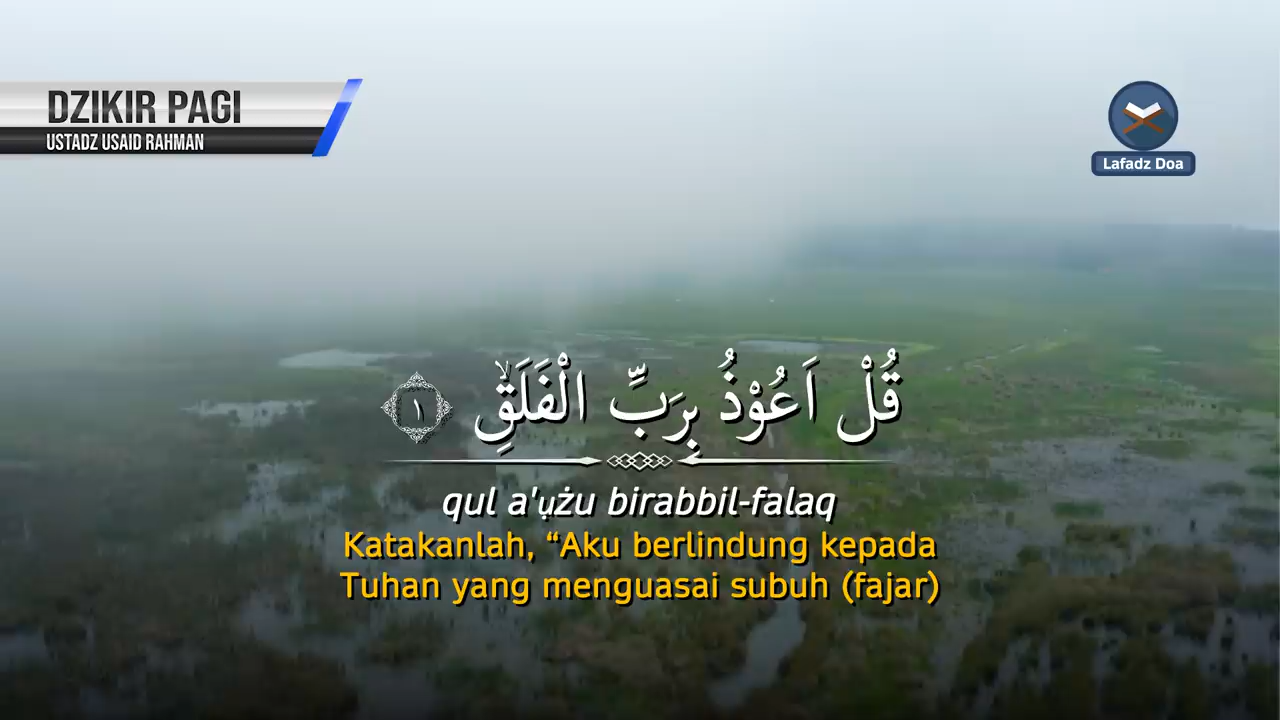 DZIKIR PAGI
USTADZ USAID RAHMAN
Lafadz Doa
قُلْ اَعُوْذُ بِرَبِّ الْفَلَقِۙ ١
qul a'ụżu birabbil-falaq
Katakanlah, “Aku berlindung kepada
Tuhan yang menguasai subuh (fajar)